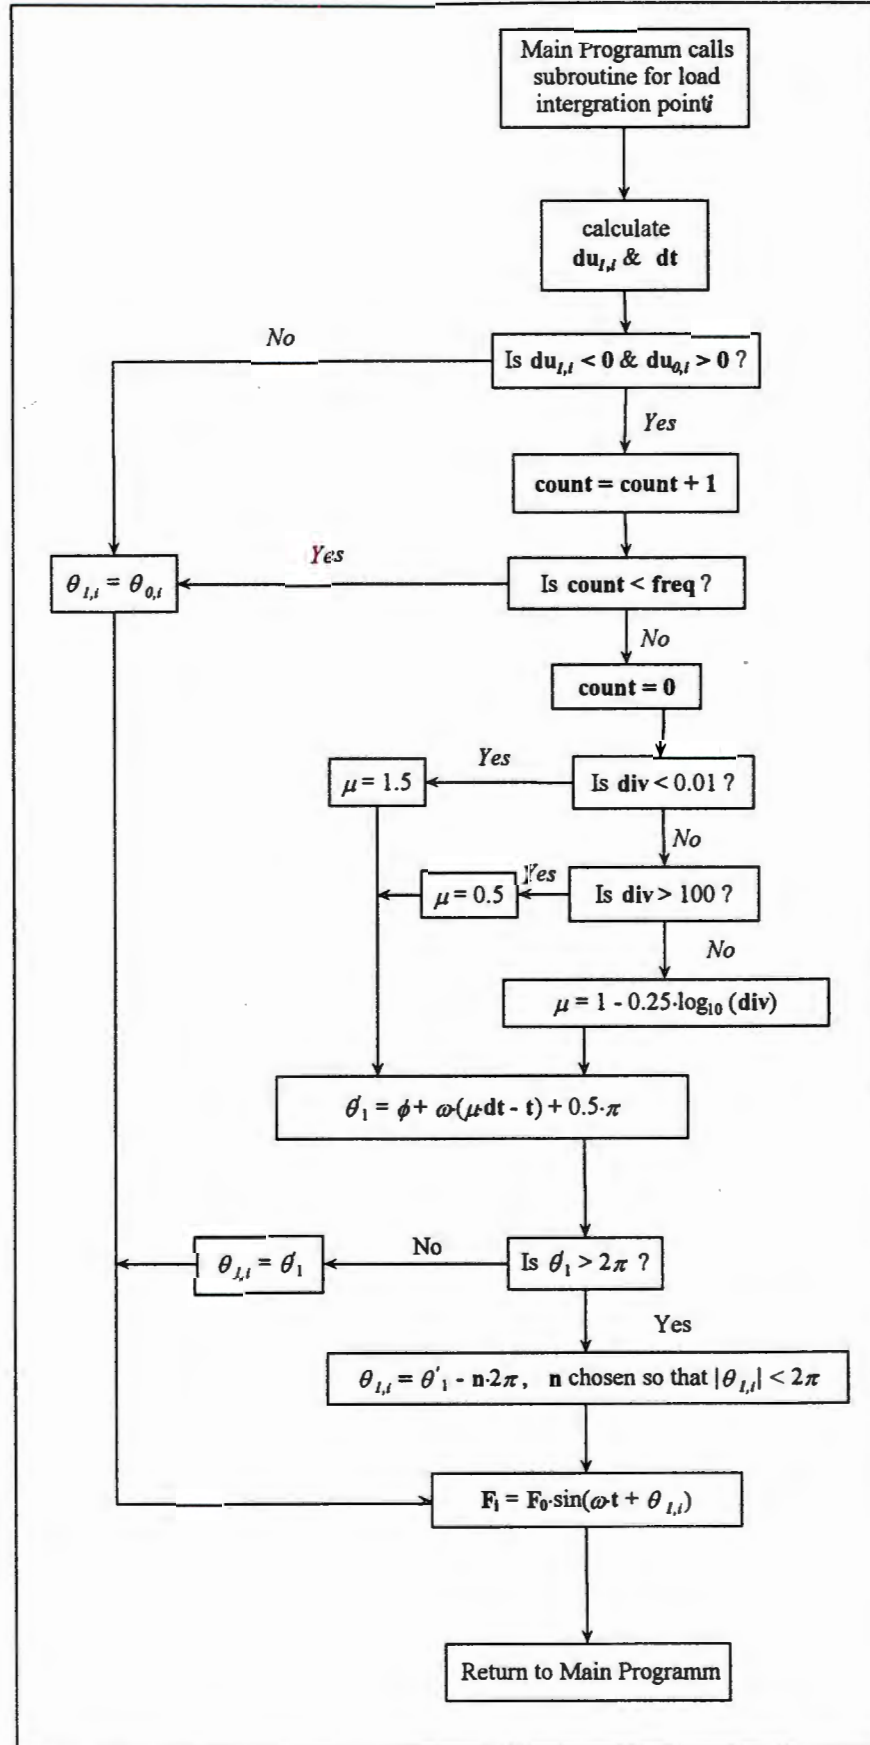 Main Programm calls
subroutine for load
intergration point i
calculate
du₁,ᵢ & dt
No
Is du₁,ᵢ < 0 & du₀,ᵢ > 0 ?
Yes
count = count + 1
Yes
θ₁,ᵢ = θ₀,ᵢ
Is count < freq ?
No
count = 0
Yes
μ = 1.5
Is div < 0.01 ?
No
Yes
μ = 0.5
Is div > 100 ?
No
μ = 1 - 0.25·log₁₀ (div)
θ'₁ = ϕ + ω·(μ·dt - t) + 0.5·π
No
θ₁,ᵢ = θ'₁
Is θ'₁ > 2π ?
Yes
θ₁,ᵢ = θ'₁ - n·2π, n chosen so that |θ₁,ᵢ| < 2π
Fᵢ = F₀·sin(ω·t + θ₁,ᵢ)
Return to Main Programm